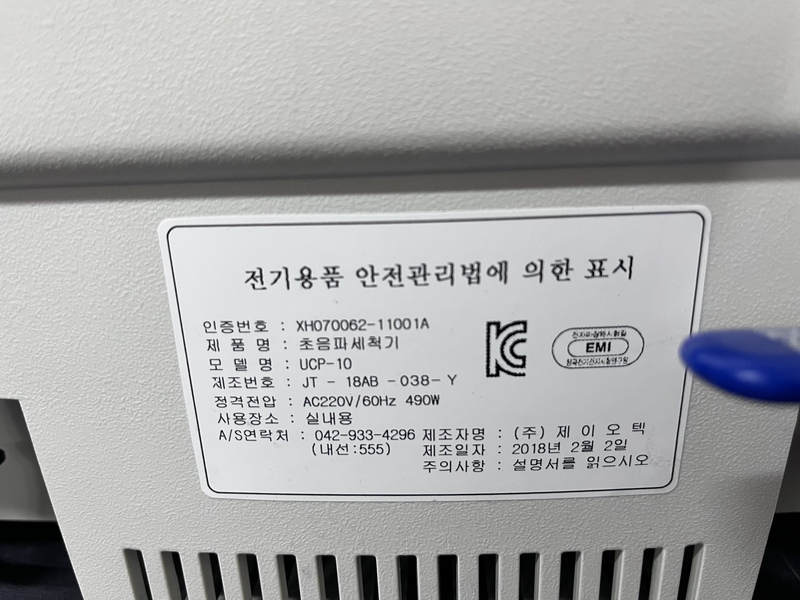 전기용품 안전관리법에 의한 표시
인증번호 : XH070062-11001A
제 품 명 : 초음파세척기
모 델 명 : UCP-10
제조번호 : JT - 18AB - 038 - Y
정격전압 : AC220V/60Hz 490W
사용장소 : 실내용
A/S연락처 : 042-933-4296 제조자명 : (주) 제 이 오 텍
(내선:555) 제조일자 : 2018년 2월 2일
주의사항 : 설명서를 읽으시오
EMI